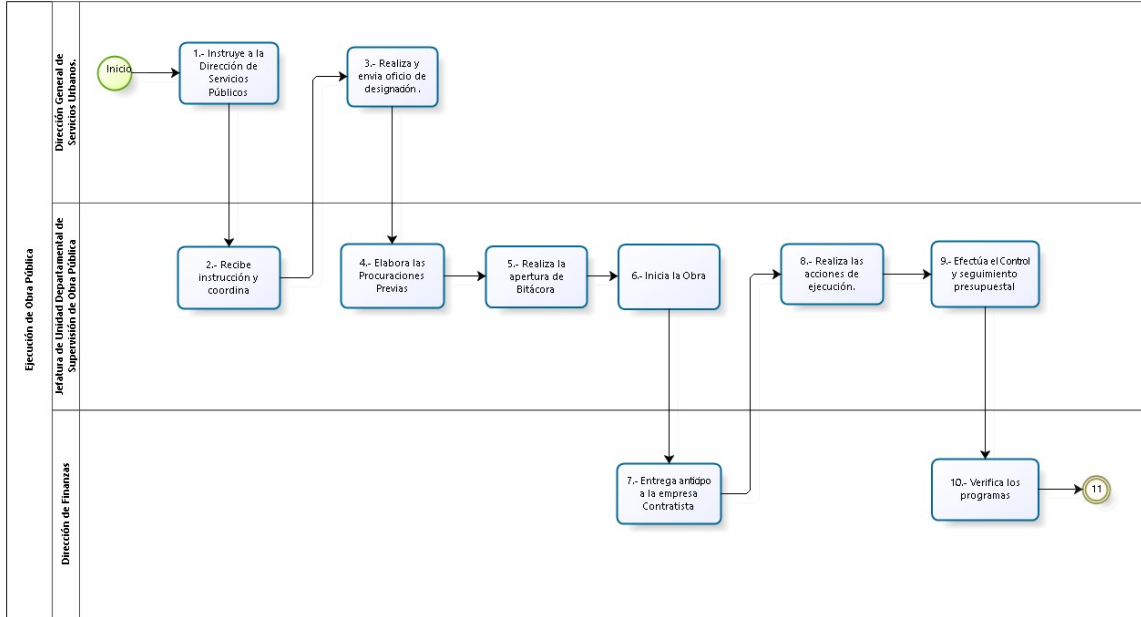 Ejecución de Obra Pública
Dirección General de
Servicios Urbanos.
Inicio
1.- Instruye a la
Dirección de
Servicios
Públicos
3.- Realiza y
envia oficio de
designación .
Jefatura de Unidad Departamental de
Supervisión de Obra Pública
2.- Recibe
instrucción y
coordina
4.- Elabora las
Procuraciones
Previas
5.- Realiza la
apertura de
Bitácora
6.- Inicia la Obra
8.- Realiza las
acciones de
ejecución.
9.- Efectúa el Control
y seguimiento
presupuestal
Dirección de Finanzas
7.- Entrega anticipo
a la empresa
Contratista
10.- Verifica los
programas
11